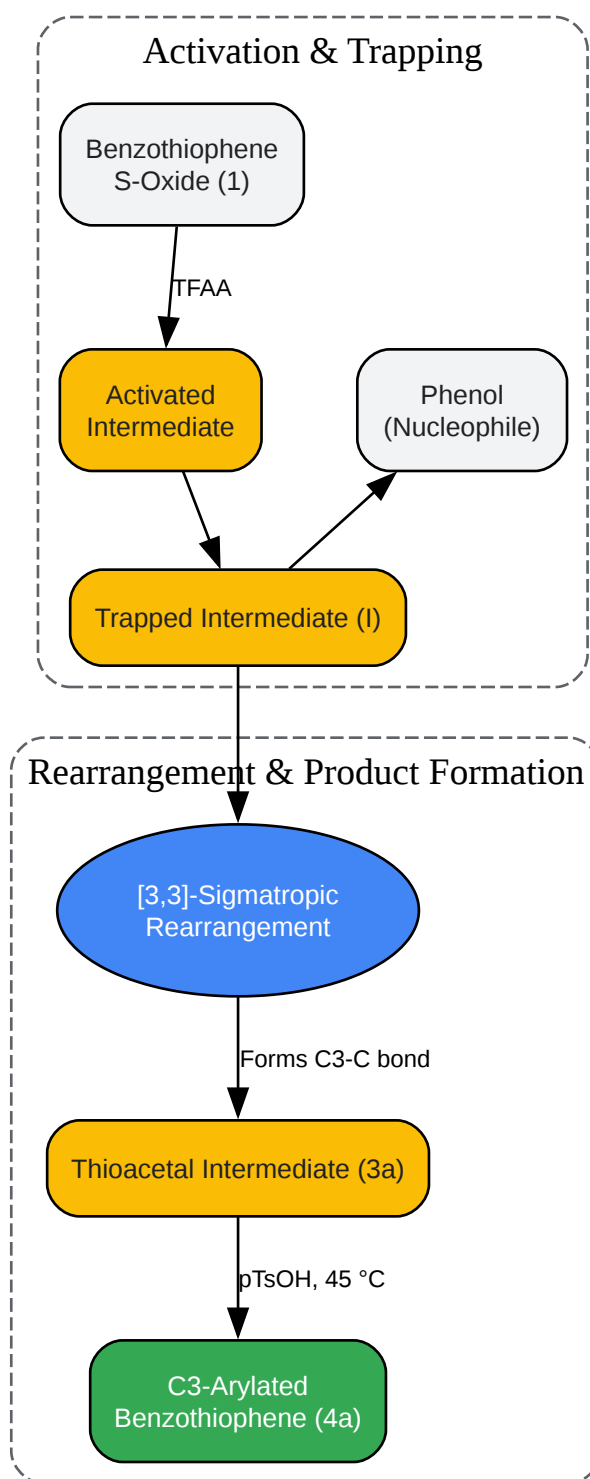 Activation & Trapping
Benzothiophene
S-Oxide (1)
TFAA
Activated
Intermediate
Phenol
(Nucleophile)
Trapped Intermediate (I)
Rearrangement & Product Formation
[3,3]-Sigmatropic
Rearrangement
Forms C3-C bond
Thioacetal Intermediate (3a)
pTsOH, 45 °C
C3-Arylated
Benzothiophene (4a)